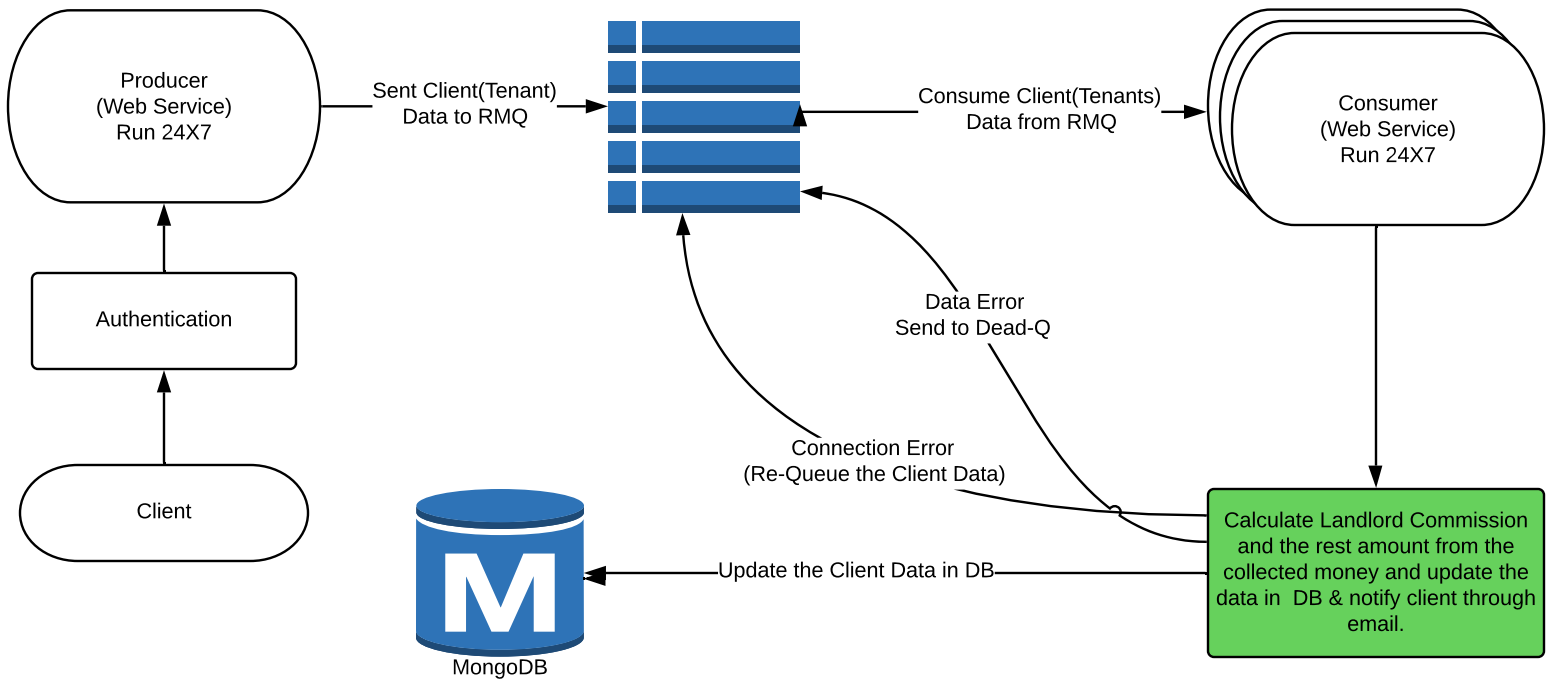 Producer
(Web Service)
Run 24X7
Sent Client(Tenant)
Data to RMQ
Consume Client(Tenants)
Data from RMQ
Consumer
(Web Service)
Run 24X7
Authentication
Data Error
Send to Dead-Q
Connection Error
(Re-Queue the Client Data)
Client
M
MongoDB
Update the Client Data in DB
Calculate Landlord Commission
and the rest amount from the
collected money and update the
data in  DB & notify client through
email.